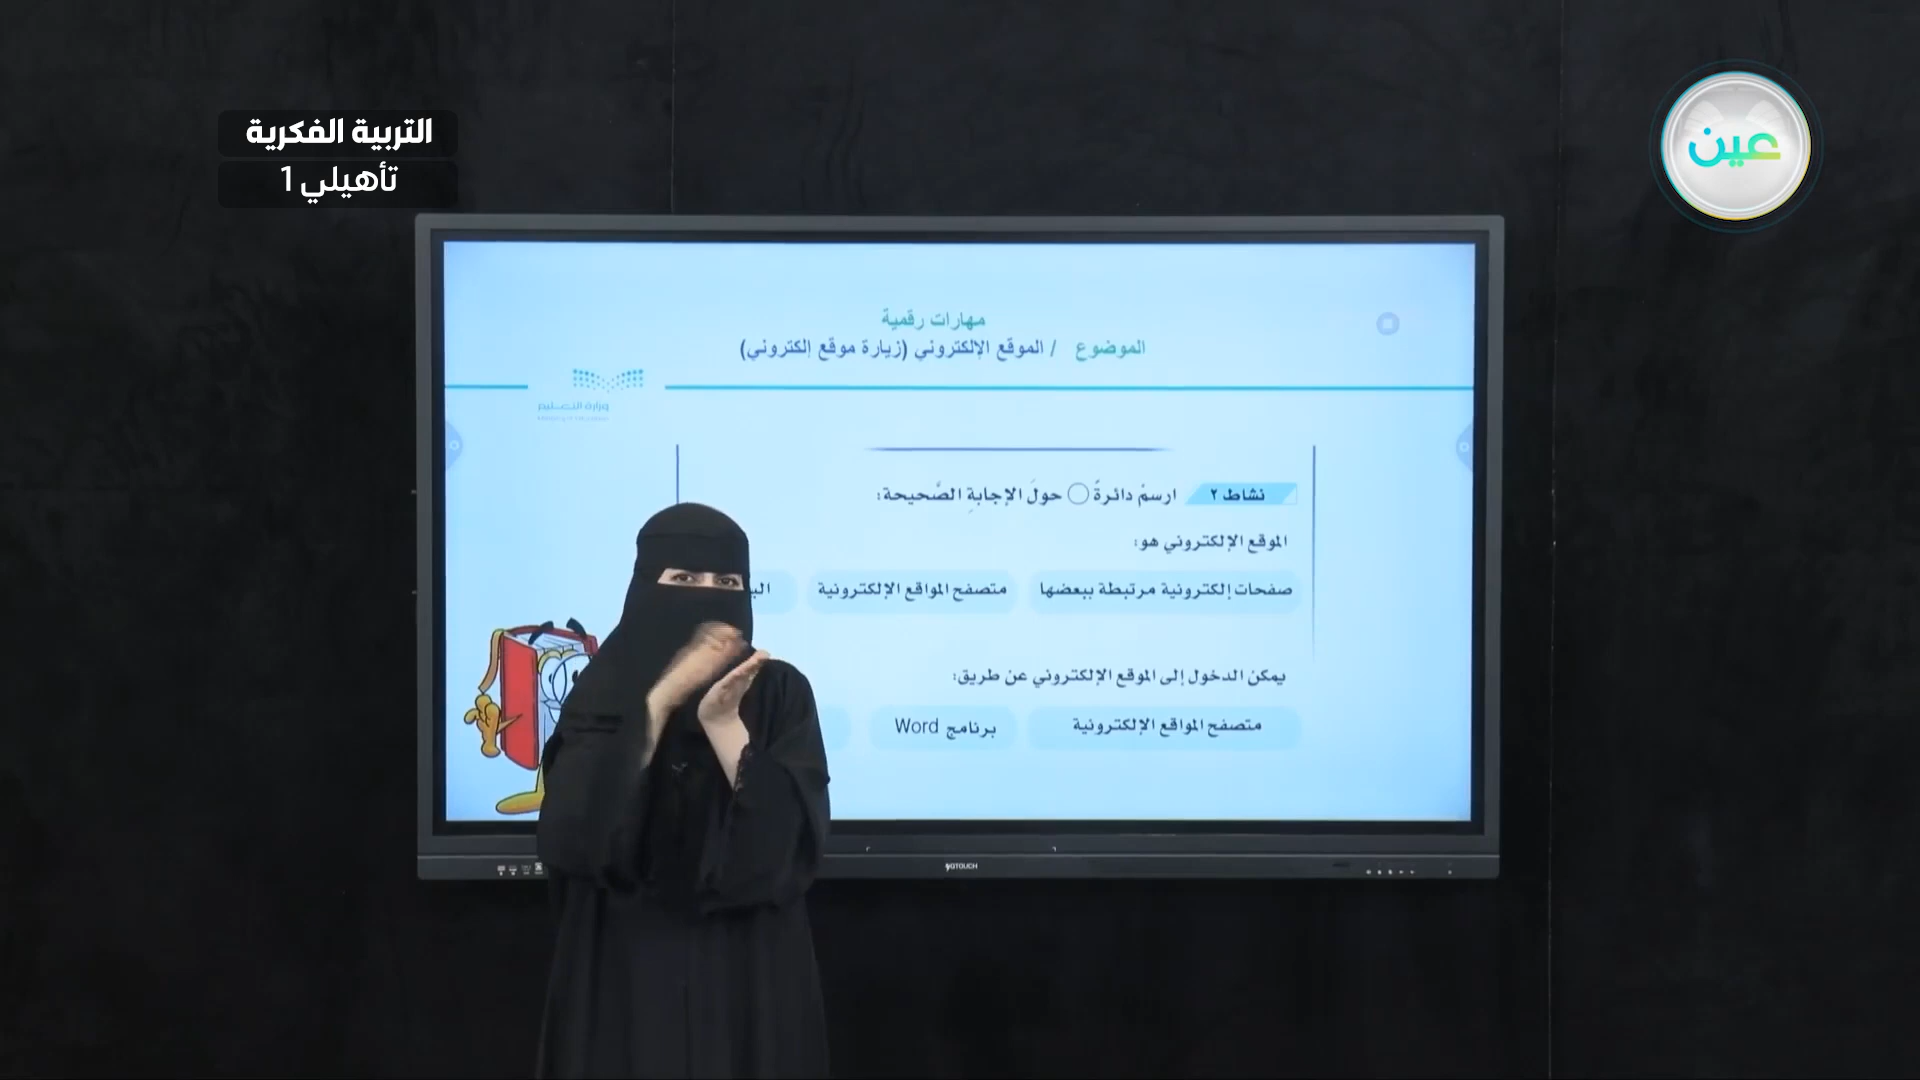 التربية الفكرية
تأهيلي 1
عين
مهارات رقمية
الموضوع / الموقع الإلكتروني (زيارة موقع إلكتروني)
وزارة التعليم
نشاط ٢ ارسمْ دائرةً حولَ الإجابةِ الصَّحيحة:
الموقع الإلكتروني هو:
صفحات إلكترونية مرتبطة ببعضها متصفح المواقع الإلكترونية
يمكن الدخول إلى الموقع الإلكتروني عن طريق:
متصفح المواقع الإلكترونية برنامج Word